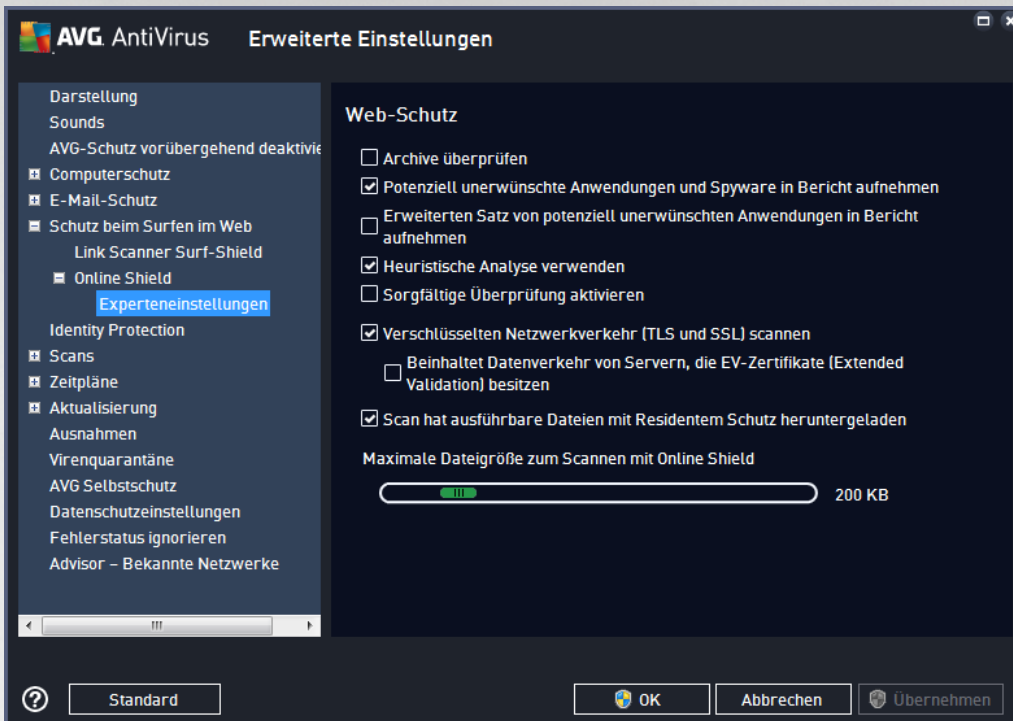 AVG AntiVirus Erweiterte Einstellungen
Darstellung
Sounds
AVG-Schutz vorübergehend
Computerschutz
E-Mail-Schutz
Schutz beim Surfen im Web
Link Scanner Surf-Shield
Online Shield
Experteneinstellungen
Identity Protection
Scans
Zeitpläne
Aktualisierung
Ausnahmen
Virenquarantäne
AVG Selbstschutz
Datenschutzeinstellungen
Fehlerstatus ignorieren
Advisor – Bekannte Netzwerke
Web-Schutz
Archive überprüfen
Potenziell unerwünschte Anwendungen und Spyware in Bericht aufnehmen
Erweiterten Satz von potenziell unerwünschten Anwendungen in Bericht
aufnehmen
Heuristische Analyse verwenden
Sorgfältige Überprüfung aktivieren
Verschlüsselten Netzwerkverkehr (TLS und SSL) scannen
Beinhaltet Datenverkehr von Servern, die EV-Zertifikate (Extended
Validation) besitzen
Scan hat ausführbare Dateien mit Residentem Schutz heruntergeladen
Maximale Dateigröße zum Scannen mit Online Shield
200 KB
? Standard OK Abbrechen Übernehmen